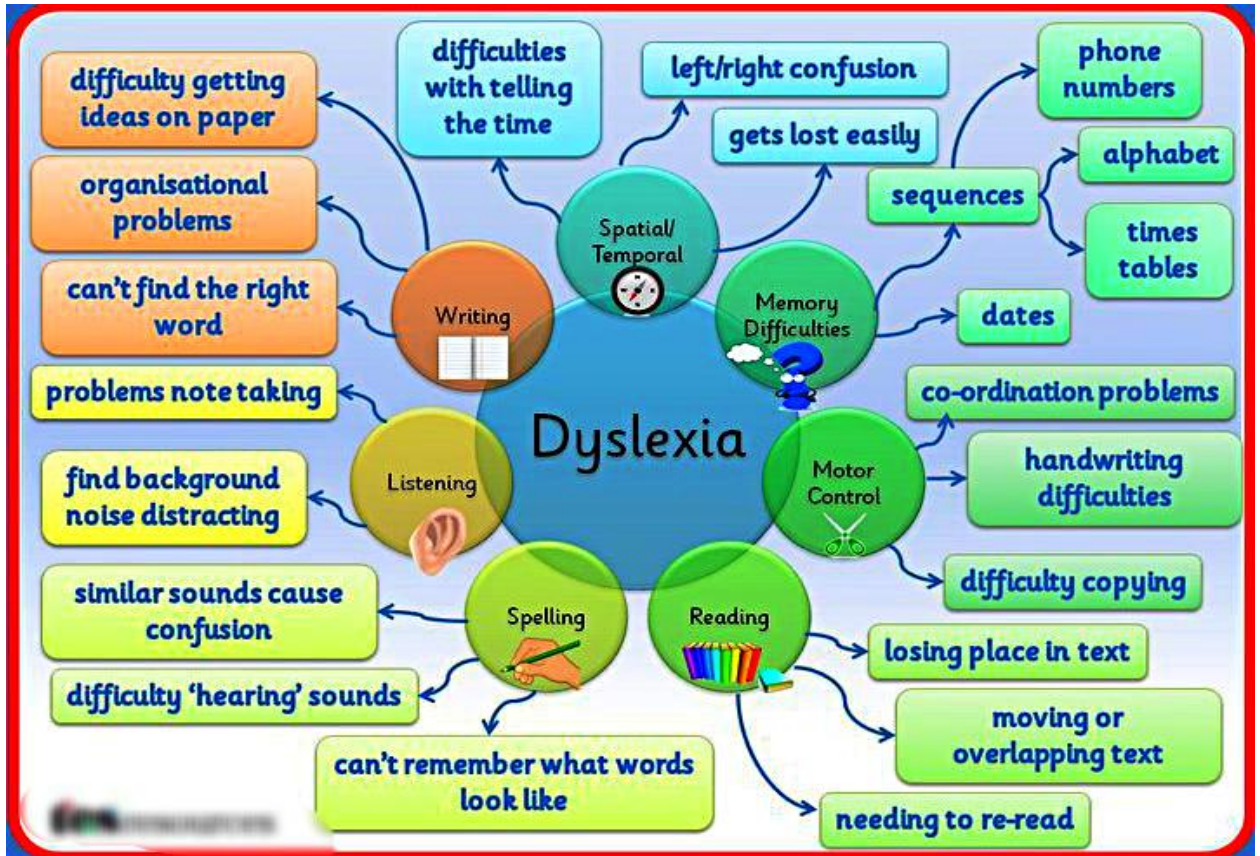 difficulty getting
ideas on paper
organisational
problems
can't find the right
word
problems note taking
find background
noise distracting
similar sounds cause
confusion
difficulty 'hearing' sounds
can't remember what words
look like
difficulties
with telling
the time
left/right confusion
gets lost easily
phone
numbers
alphabet
sequences
times
tables
dates
co-ordination problems
handwriting
difficulties
difficulty copying
losing place in text
moving or
overlapping text
needing to re-read
Spatial/
Temporal
Writing
Memory
Difficulties
Dyslexia
Listening
Motor
Control
Spelling
Reading